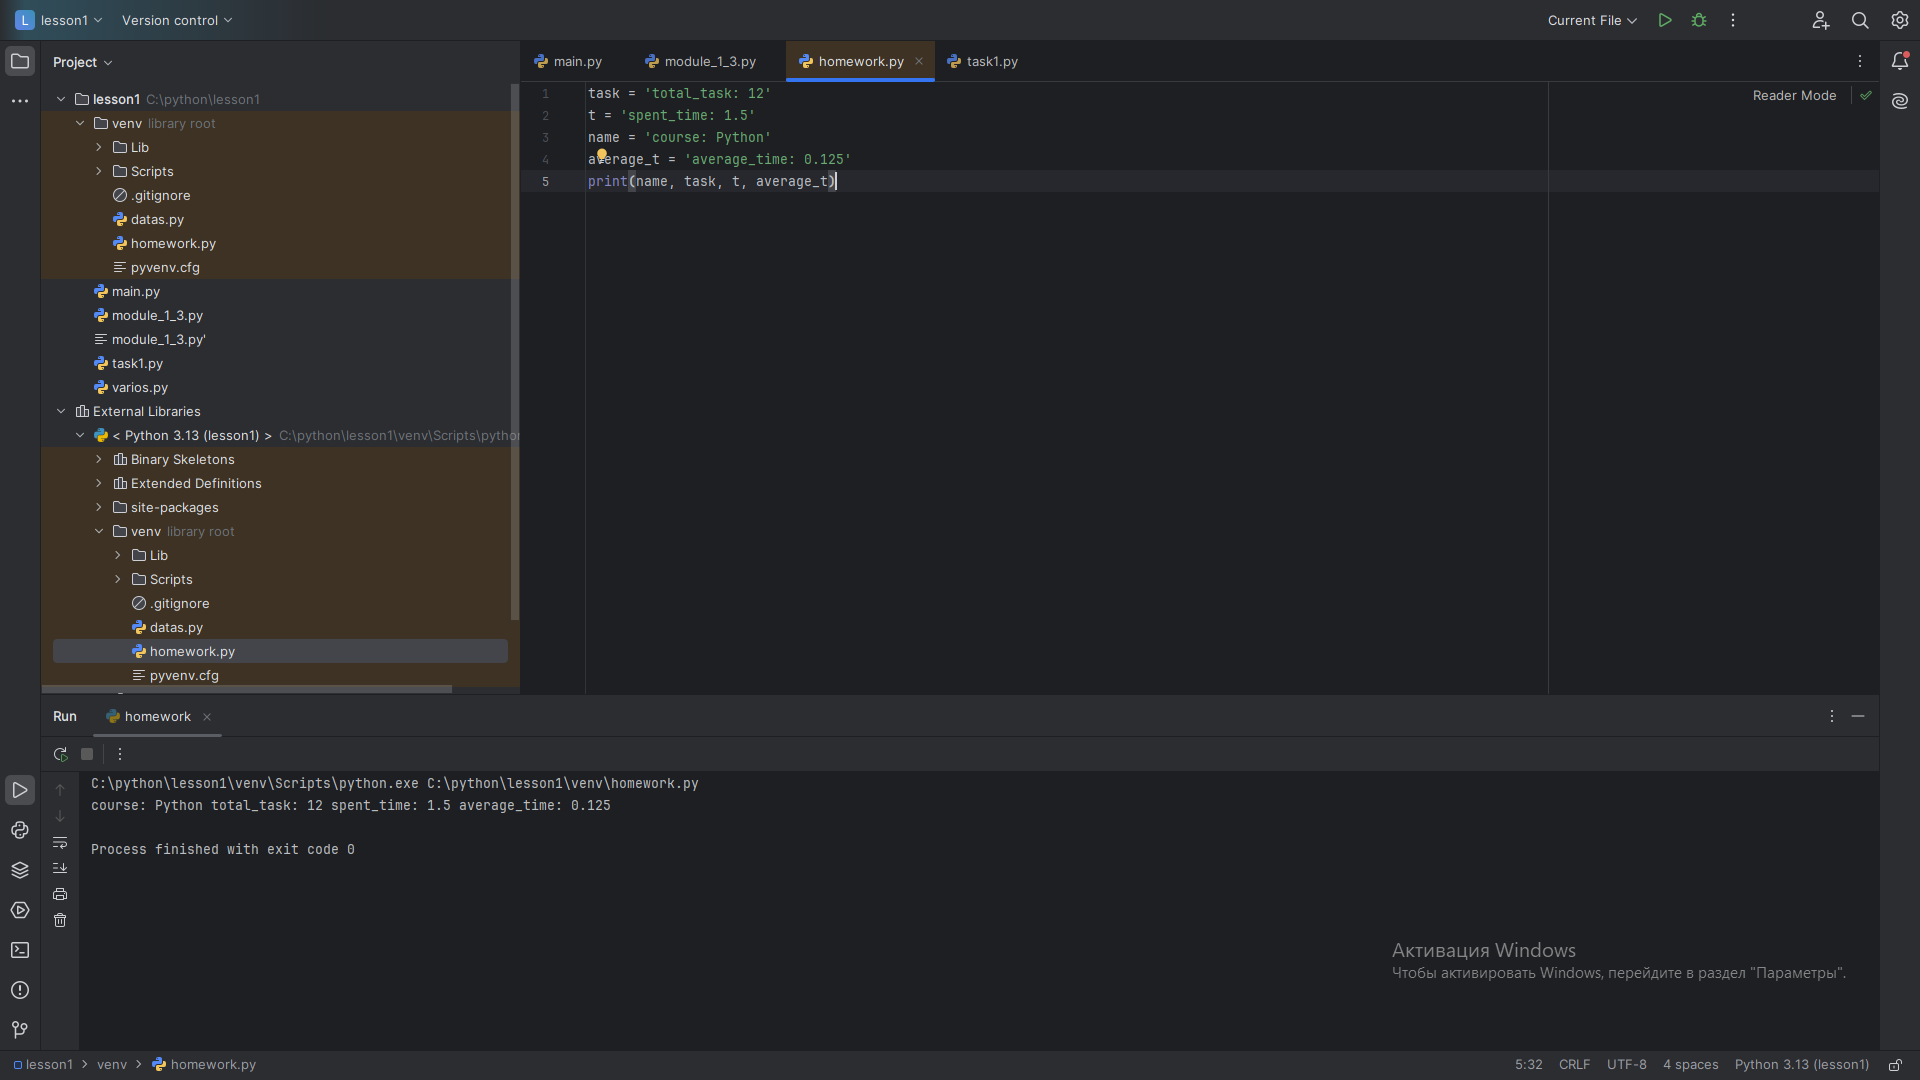 L lesson1 Version control Current File
Project
main.py module_1_3.py homework.py task1.py
lesson1 C:\python\lesson1
venv library root
Lib
Scripts
.gitignore
datas.py
homework.py
pyvenv.cfg
main.py
module_1_3.py
module_1_3.py'
task1.py
varios.py
External Libraries
< Python 3.13 (lesson1) > C:\python\lesson1\venv\Scripts\pytho
Binary Skeletons
Extended Definitions
site-packages
venv library root
Lib
Scripts
.gitignore
datas.py
homework.py
pyvenv.cfg
1 task = 'total_task: 12'
2 t = 'spent_time: 1.5'
3 name = 'course: Python'
4 average_t = 'average_time: 0.125'
5 print(name, task, t, average_t)
Reader Mode
Run homework
C:\python\lesson1\venv\Scripts\python.exe C:\python\lesson1\venv\homework.py
course: Python total_task: 12 spent_time: 1.5 average_time: 0.125
Process finished with exit code 0
Активация Windows
Чтобы активировать Windows, перейдите в раздел "Параметры".
lesson1 > venv > homework.py 5:32 CRLF UTF-8 4 spaces Python 3.13 (lesson1)